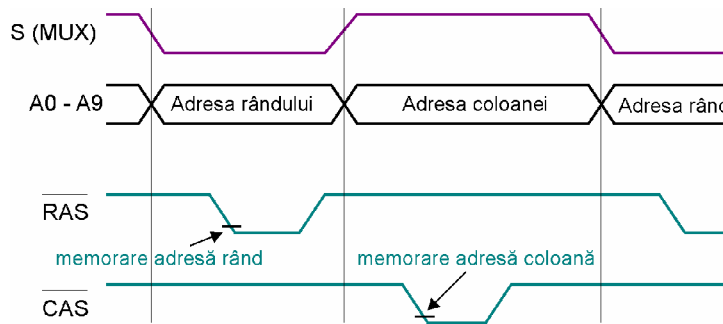 S (MUX)
A0 - A9
Adresa rândului
Adresa coloanei
Adresa rând
RAS
memorare adresă rând
memorare adresă coloană
CAS